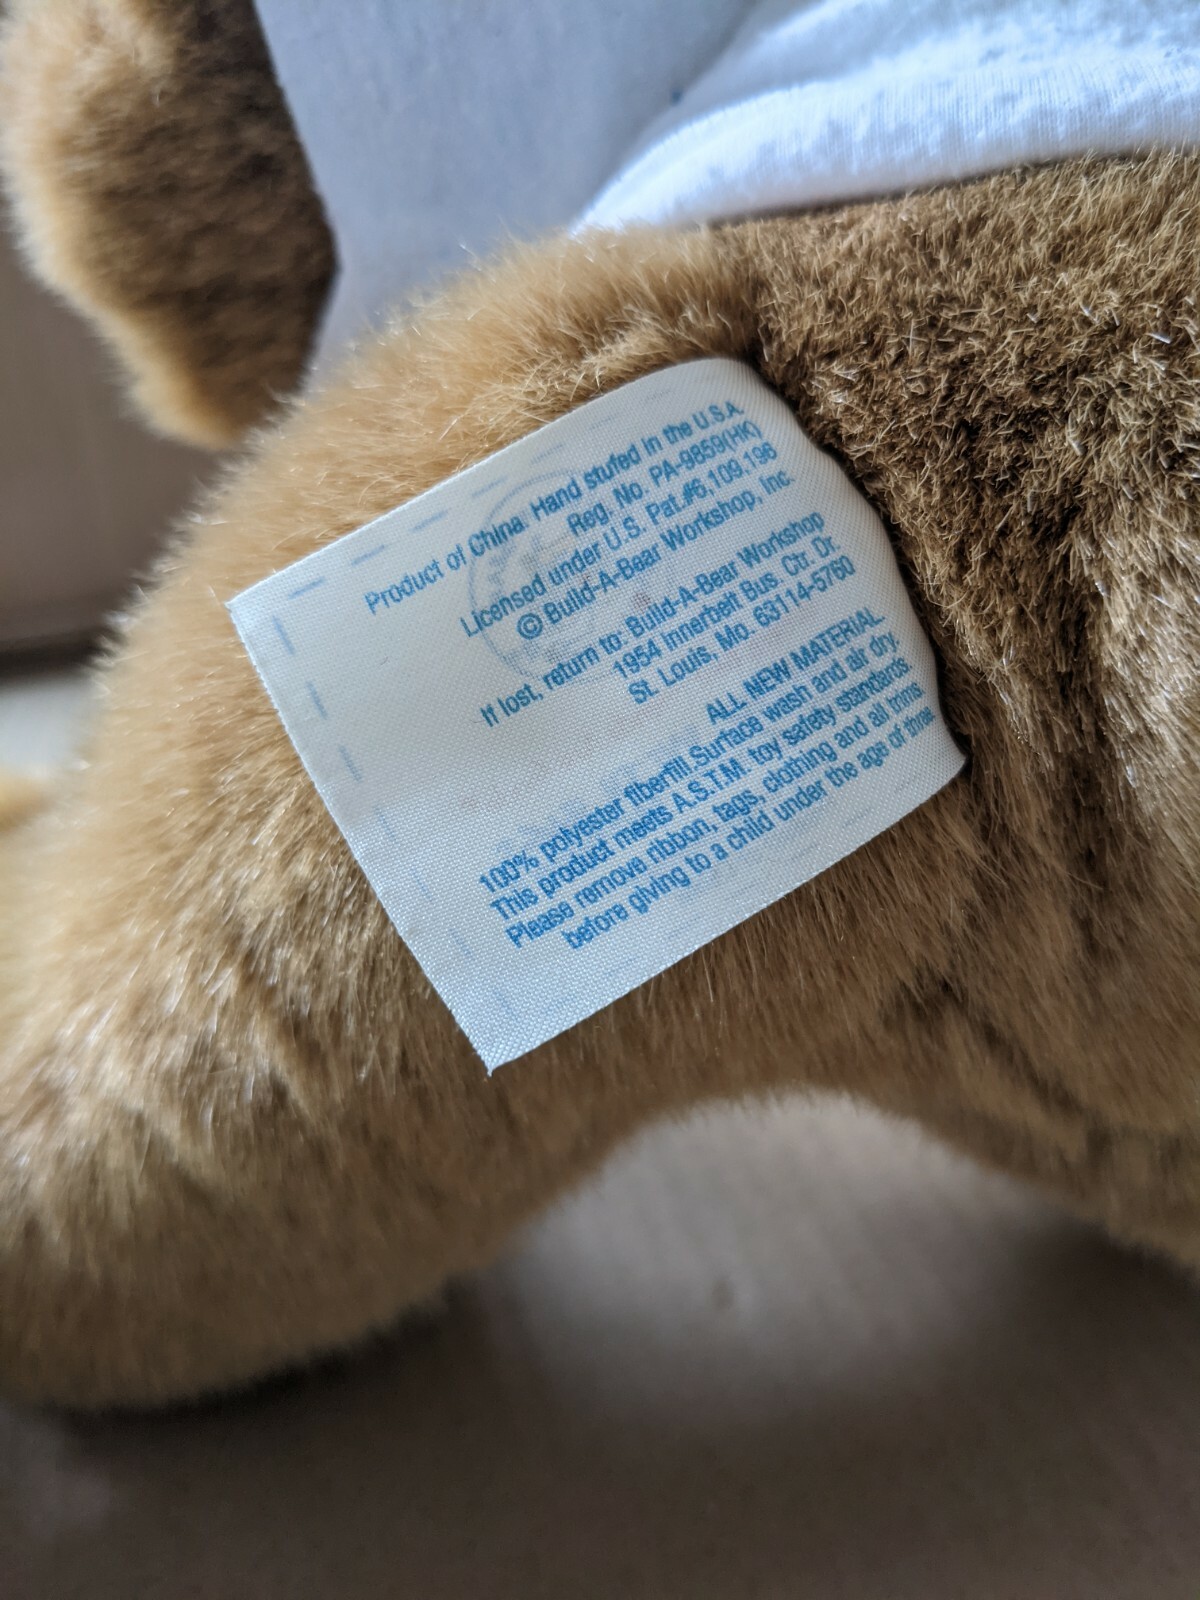 Product of China. Hand stuffed in the U.S.A.
Reg. No. PA-9859(HK)
Licensed under U.S. Pat.#6,109,196
© Build-A-Bear Workshop, Inc.
If lost, return to: Build-A-Bear Workshop
1954 Innerbelt Bus. Ctr. Dr.
St. Louis, Mo. 63114-5760
ALL NEW MATERIAL
100% polyester fiberfill. Surface wash and air dry.
This product meets A.S.T.M. toy safety standards.
Please remove ribbon, tags, clothing and all trims
before giving to a child under the age of three.